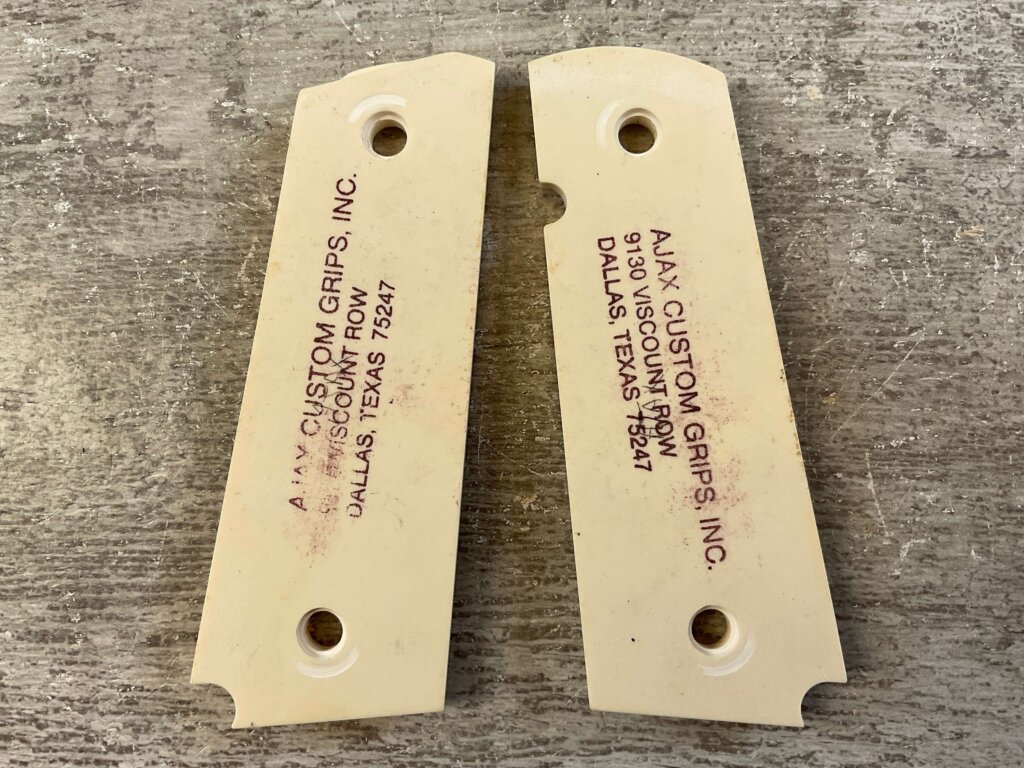 AJAX CUSTOM GRIPS, INC.
VISCOUNT ROW
DALLAS, TEXAS 75247
AJAX CUSTOM GRIPS, INC.
9130 VISCOUNT ROW
DALLAS, TEXAS 75247